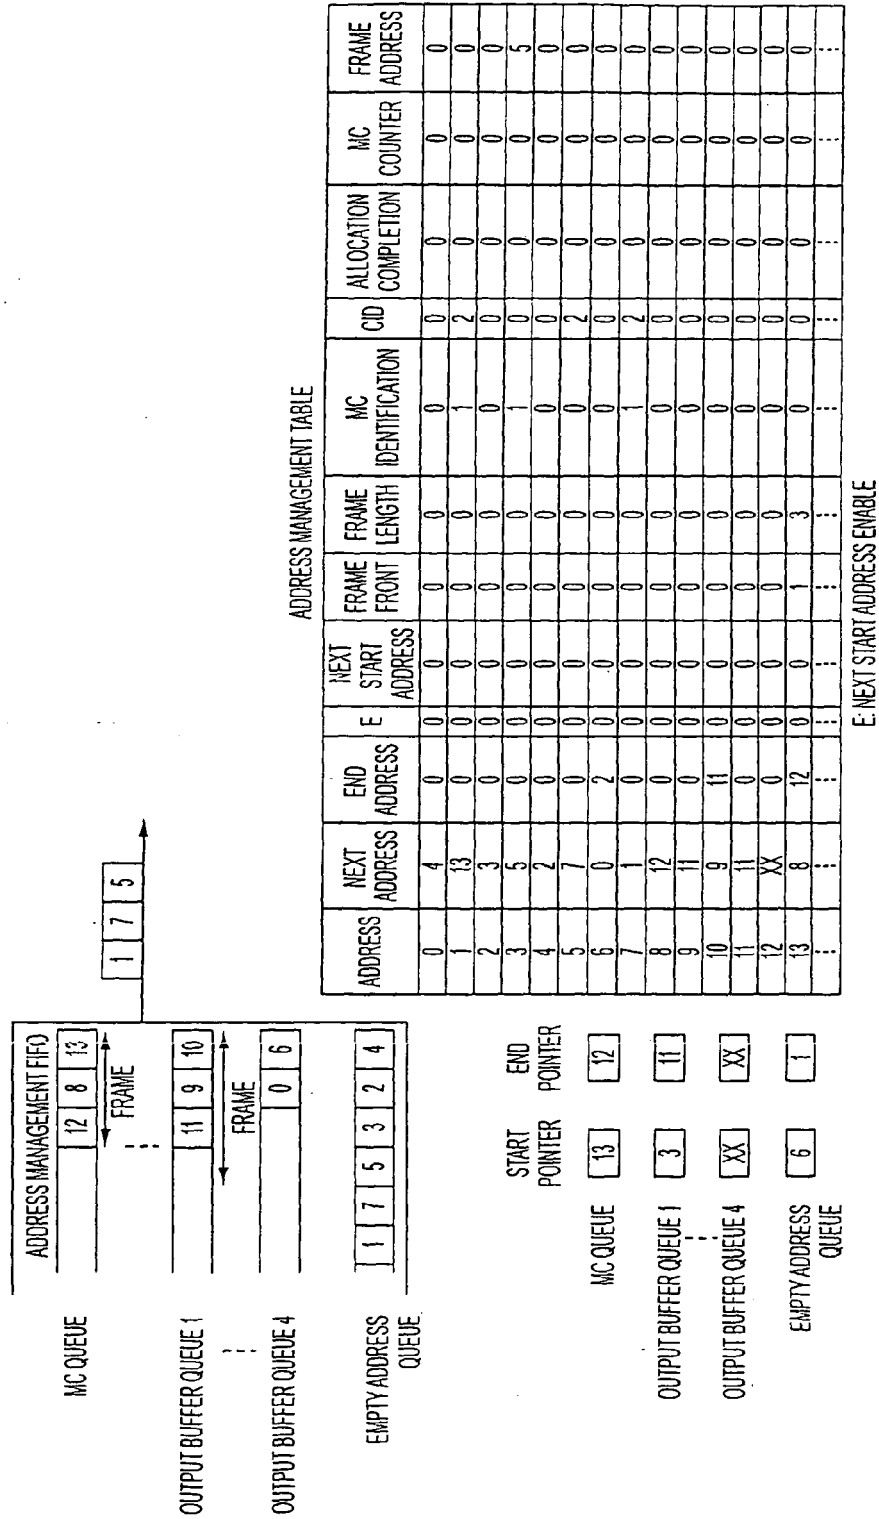 ADDRESS MANAGEMENT FIFO
MC QUEUE 12 8 13
FRAME
1 7 5
OUTPUT BUFFER QUEUE 1 11 9 10
FRAME
OUTPUT BUFFER QUEUE 4 0 6
EMPTY ADDRESS QUEUE 1 7 5 3 2 4
START POINTER END POINTER
MC QUEUE 13 12
OUTPUT BUFFER QUEUE 1 3 11
OUTPUT BUFFER QUEUE 4 XX XX
EMPTY ADDRESS QUEUE 6 1
ADDRESS MANAGEMENT TABLE
ADDRESS NEXT ADDRESS END ADDRESS E NEXT START ADDRESS FRAME FRONT FRAME LENGTH MC IDENTIFICATION CID ALLOCATION COMPLETION MC COUNTER FRAME ADDRESS
0 4 0 0 0 0 0 0 0 0 0 0
1 13 0 0 0 0 0 1 2 0 0 0
2 3 0 0 0 0 0 0 0 0 0 0
3 5 0 0 0 0 0 1 0 0 0 5
4 2 0 0 0 0 0 0 0 0 0 0
5 7 0 0 0 0 0 0 2 0 0 0
6 0 2 0 0 0 0 0 0 0 0 0
7 1 0 0 0 0 0 1 2 0 0 0
8 12 0 0 0 0 0 0 0 0 0 0
9 11 0 0 0 0 0 0 0 0 0 0
10 9 11 0 0 0 0 0 0 0 0 0
11 11 0 0 0 0 0 0 0 0 0 0
12 XX 0 0 0 0 0 0 0 0 0 0
13 8 12 0 0 1 3 0 0 0 0 0
E: NEXT START ADDRESS ENABLE